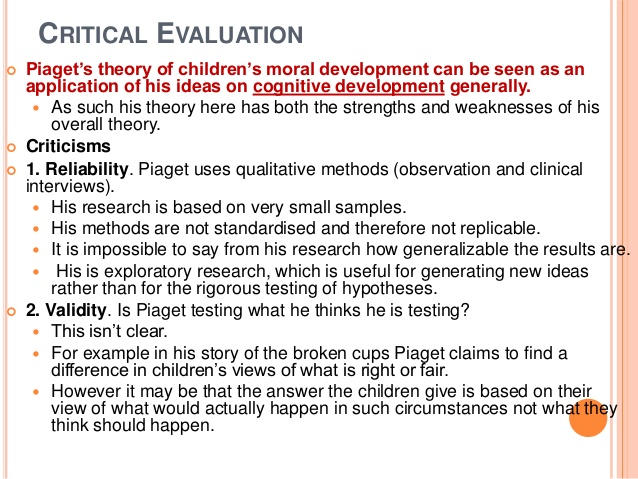 CRITICAL EVALUATION
Piaget's theory of children's moral development can be seen as an
application of his ideas on cognitive development generally.
As such his theory here has both the strengths and weaknesses of his
overall theory.
Criticisms
1. Reliability. Piaget uses qualitative methods (observation and clinical
interviews).
His research is based on very small samples.
His methods are not standardised and therefore not replicable.
It is impossible to say from his research how generalizable the results are.
His is exploratory research, which is useful for generating new ideas
rather than for the rigorous testing of hypotheses.
2. Validity. Is Piaget testing what he thinks he is testing?
This isn't clear.
For example in his story of the broken cups Piaget claims to find a
difference in children's views of what is right or fair.
However it may be that the answer the children give is based on their
view of what would actually happen in such circumstances not what they
think should happen.